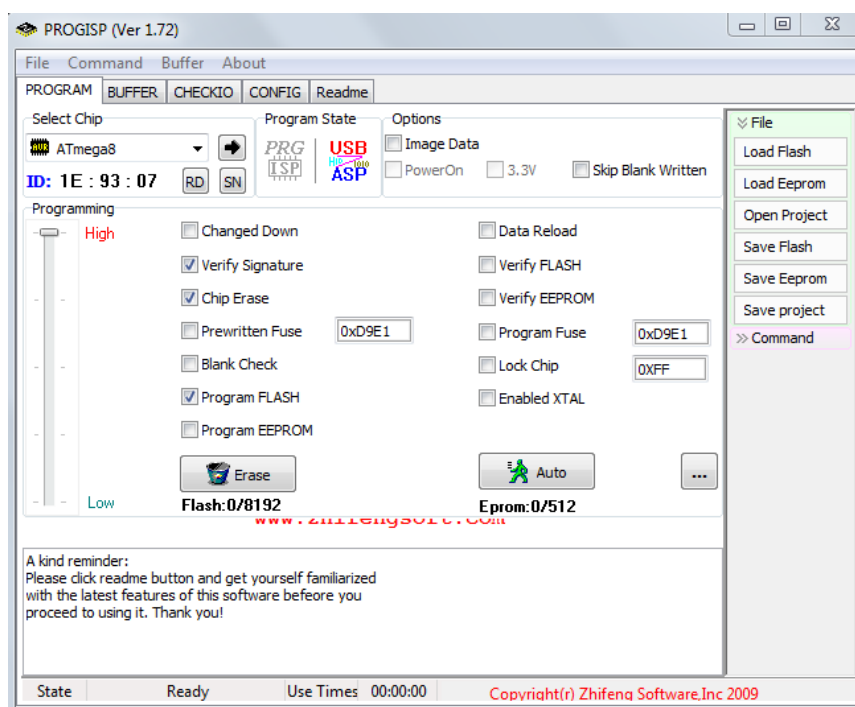 PROGISP (Ver 1.72)
File Command Buffer About
PROGRAM BUFFER CHECKIO CONFIG Readme
Select Chip
ATmega8
ID: 1E : 93 : 07 RD SN
Program State
PRG ISP USB ASP
Options
Image Data
PowerOn 3.3V Skip Blank Written
Programming
High
Low
Changed Down
Verify Signature
Chip Erase
Prewritten Fuse 0xD9E1
Blank Check
Program FLASH
Program EEPROM
Erase
Flash:0/8192
Data Reload
Verify FLASH
Verify EEPROM
Program Fuse 0xD9E1
Lock Chip 0XFF
Enabled XTAL
Auto ...
Eprom:0/512
www.zhifengsoft.com
File
Load Flash
Load Eeprom
Open Project
Save Flash
Save Eeprom
Save project
Command
A kind reminder:
Please click readme button and get yourself familiarized
with the latest features of this software befeore you
proceed to using it. Thank you!
State Ready Use Times 00:00:00 Copyright(r) Zhifeng Software,Inc 2009